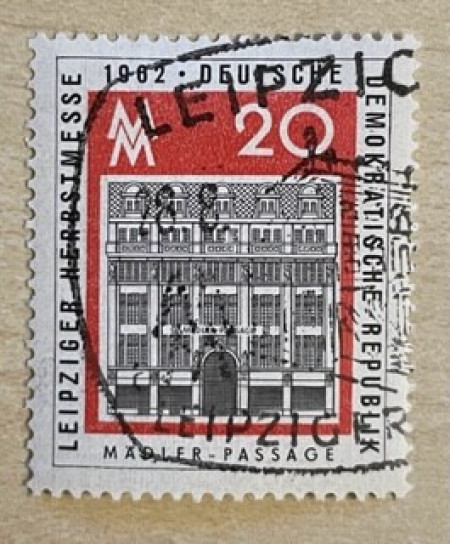 LEIPZIGER HERBSTMESSE
1962 · DEUTSCHE
DEMOKRATISCHE REPUBLIK
MM
20
MÄDLER-PASSAGE
LEIPZIG
LEIPZIG